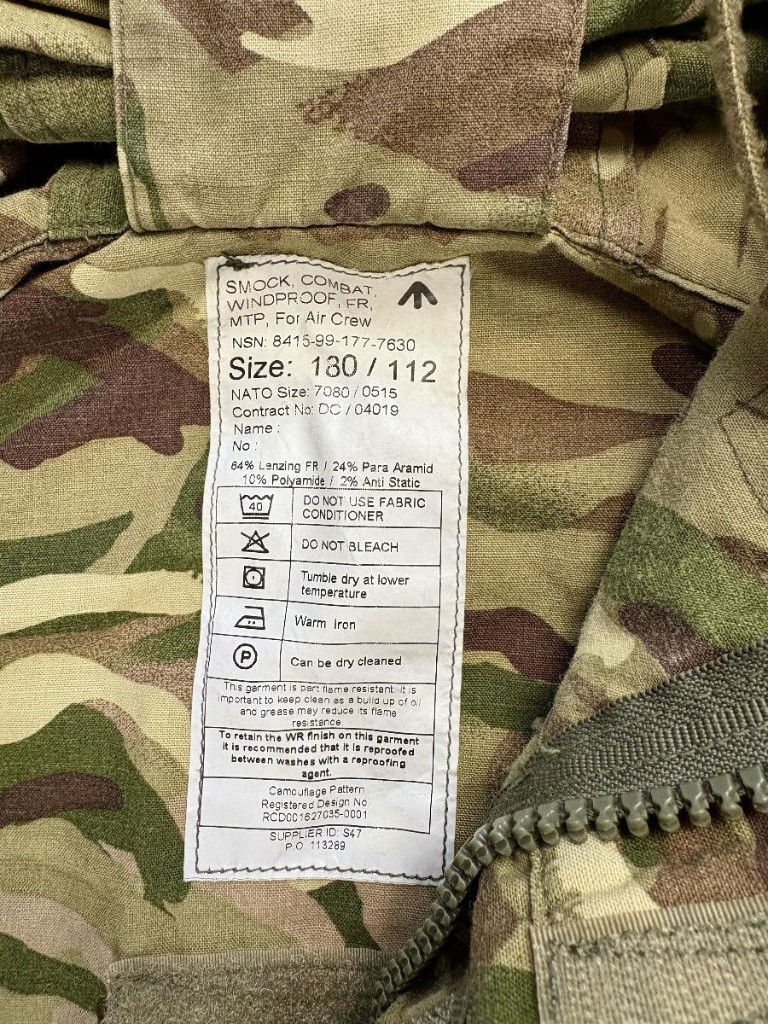 SMOCK, COMBAT,
WINDPROOF, FR,
MTP, For Air Crew
NSN: 8415-99-177-7630
Size: 180 / 112
NATO Size: 7080 / 0515
Contract No: DC / 04019
Name :
No :
64% Lenzing FR / 24% Para Aramid
10% Polyamide / 2% Anti Static
40
DO NOT USE FABRIC
CONDITIONER
DO NOT BLEACH
Tumble dry at lower
temperature
Warm Iron
P
Can be dry cleaned
This garment is part flame resistant. It is
important to keep clean as a build up of oil
and grease may reduce its flame
resistance.
To retain the WR finish on this garment
it is recommended that it is reproofed
between washes with a reproofing
agent.
Camouflage Pattern
Registered Design No
RCD001627035-0001
SUPPLIER ID: S47
P.O. 113289